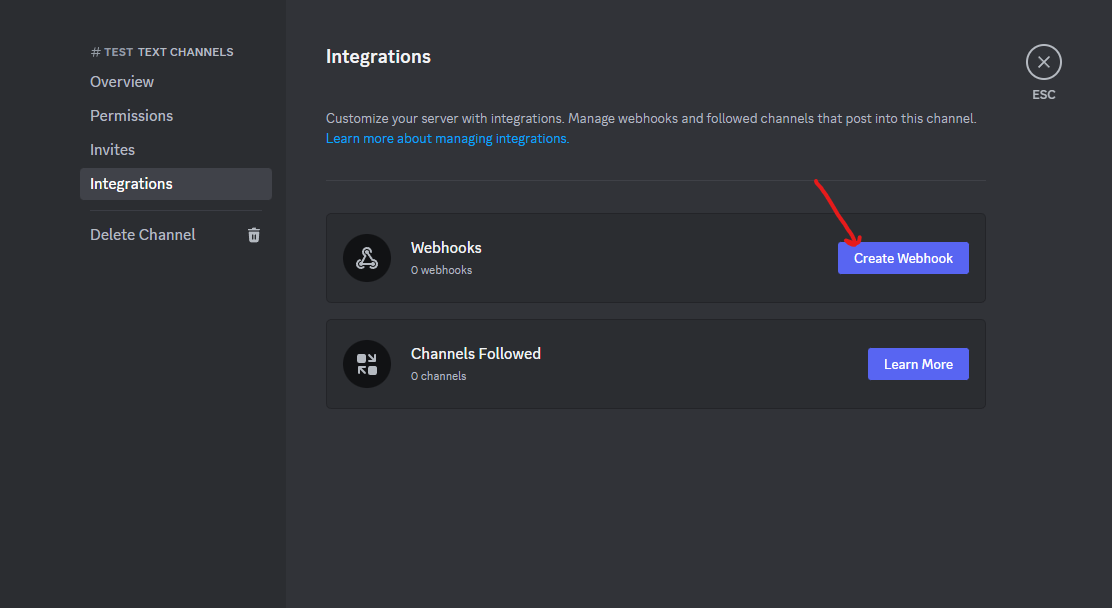 # TEST TEXT CHANNELS
Overview
Permissions
Invites
Integrations
Delete Channel
Integrations
ESC
Customize your server with integrations. Manage webhooks and followed channels that post into this channel.
Learn more about managing integrations.
Webhooks
0 webhooks
Create Webhook
Channels Followed
0 channels
Learn More